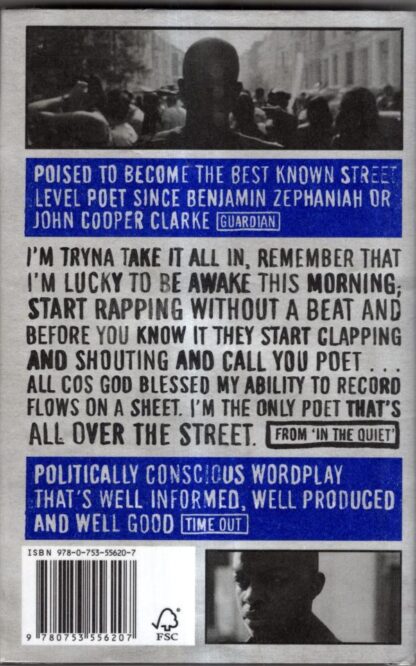 POISED TO BECOME THE BEST KNOWN STREET
LEVEL POET SINCE BENJAMIN ZEPHANIAH OR
JOHN COOPER CLARKE GUARDIAN
I'M TRYNA TAKE IT ALL IN, REMEMBER THAT
I'M LUCKY TO BE AWAKE THIS MORNING;
START RAPPING WITHOUT A BEAT AND
BEFORE YOU KNOW IT THEY START CLAPPING
AND SHOUTING AND CALL YOU POET . . .
ALL COS GOD BLESSED MY ABILITY TO RECORD
FLOWS ON A SHEET. I'M THE ONLY POET THAT'S
ALL OVER THE STREET. FROM 'IN THE QUIET'
POLITICALLY CONSCIOUS WORDPLAY
THAT'S WELL INFORMED, WELL PRODUCED
AND WELL GOOD TIME OUT
ISBN 978-0-753-55620-7
9 780753 556207
FSC